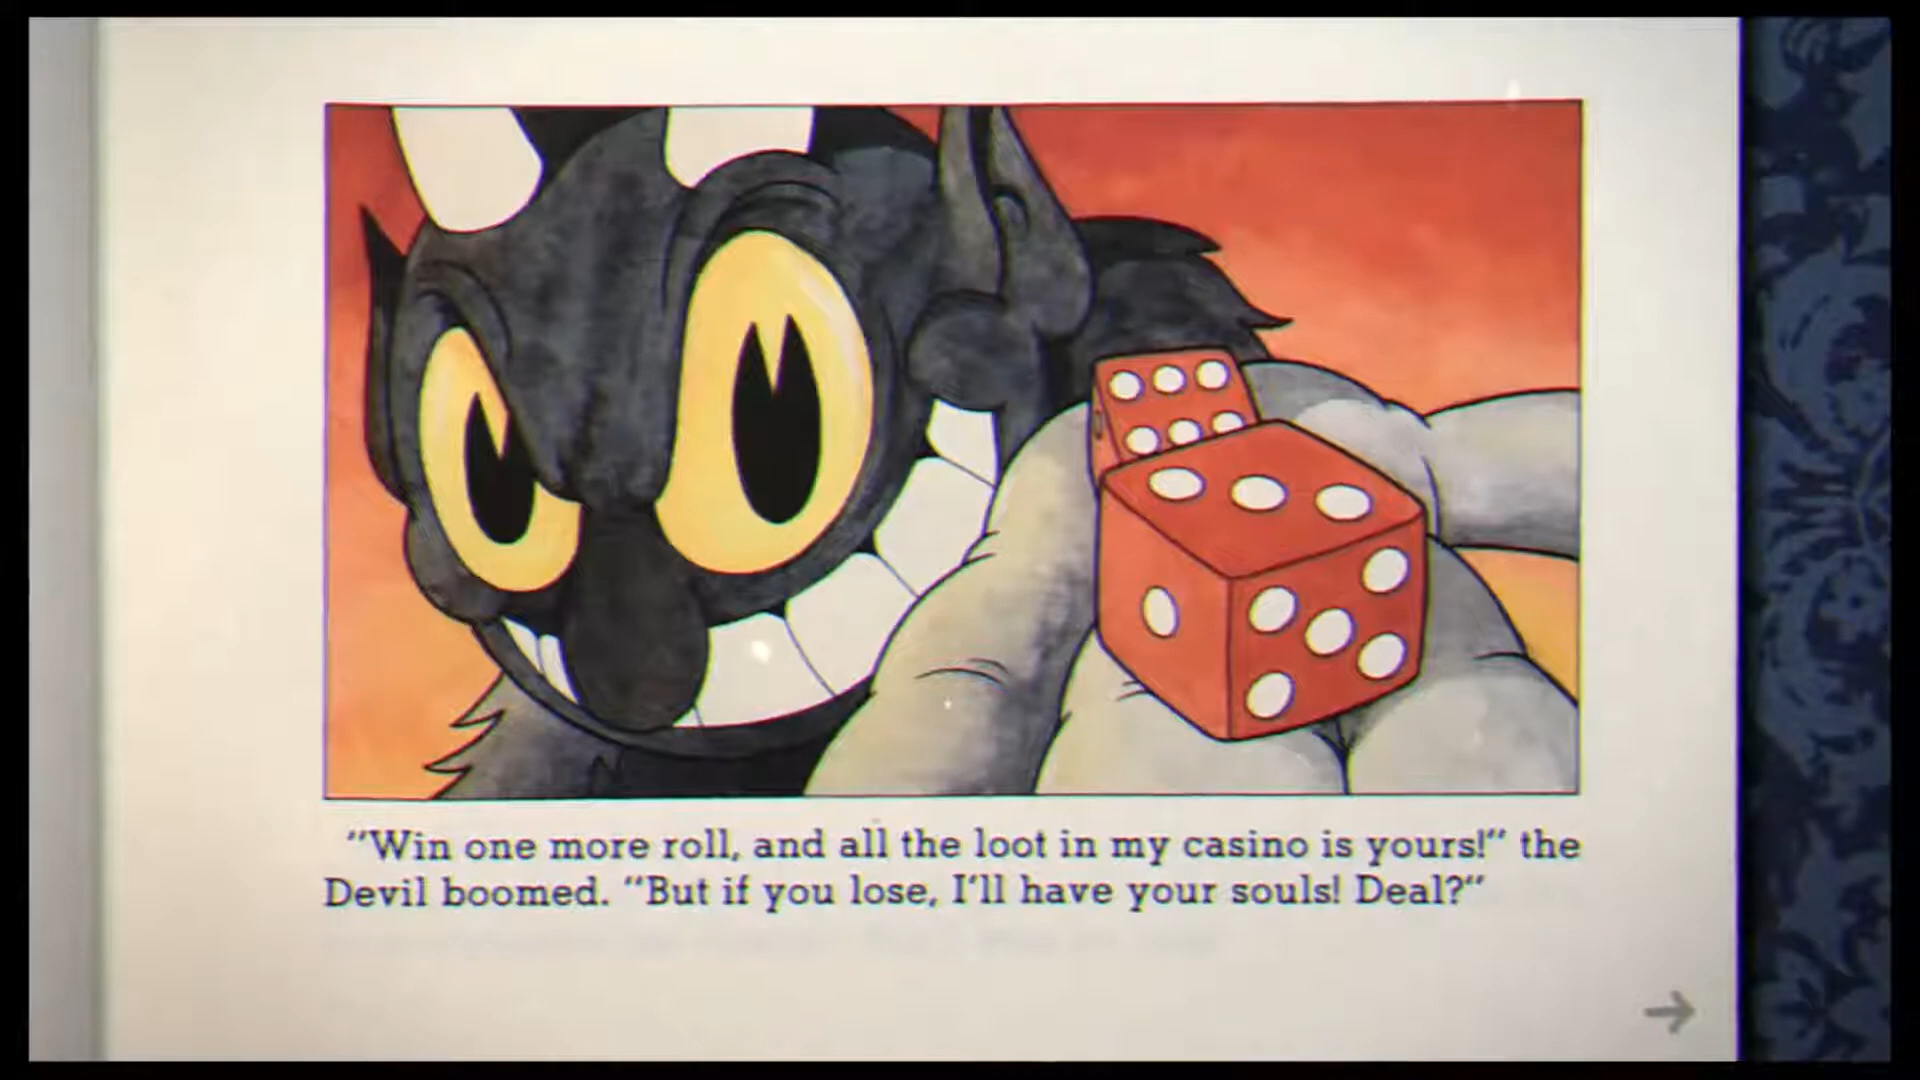 “Win one more roll, and all the loot in my casino is yours!“ the
Devil boomed. “But if you lose, I’ll have your souls! Deal?“